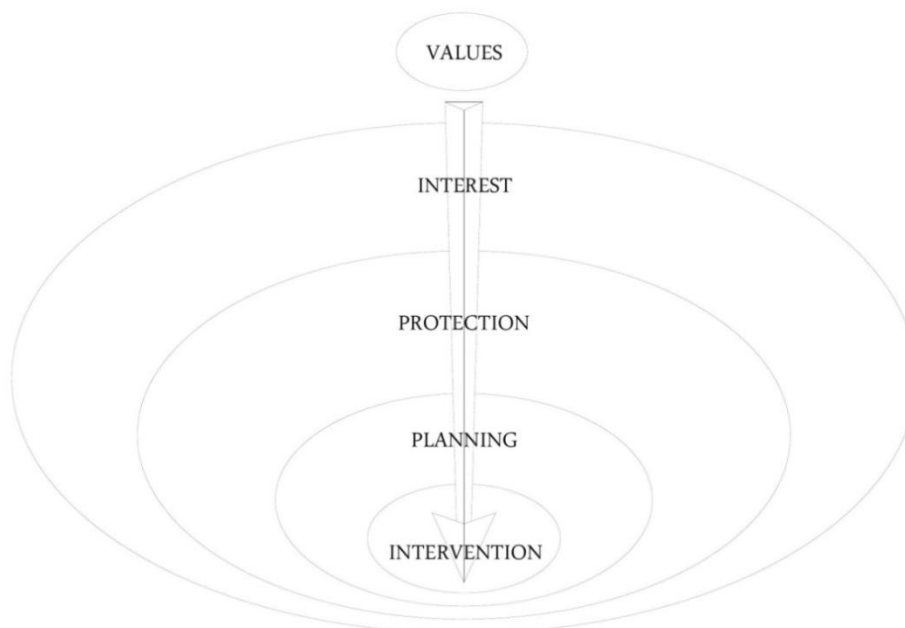 VALUES
INTEREST
PROTECTION
PLANNING
INTERVENTION